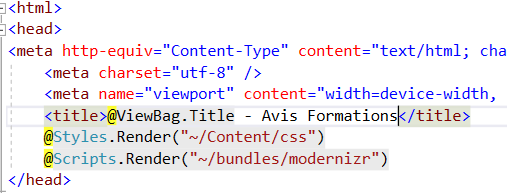 <html>
<head>
<meta http-equiv="Content-Type" content="text/html; cha
<meta charset="utf-8" />
<meta name="viewport" content="width=device-width,
<title>@ViewBag.Title - Avis Formations</title>
@Styles.Render("~/Content/css")
@Scripts.Render("~/bundles/modernizr")
</head>